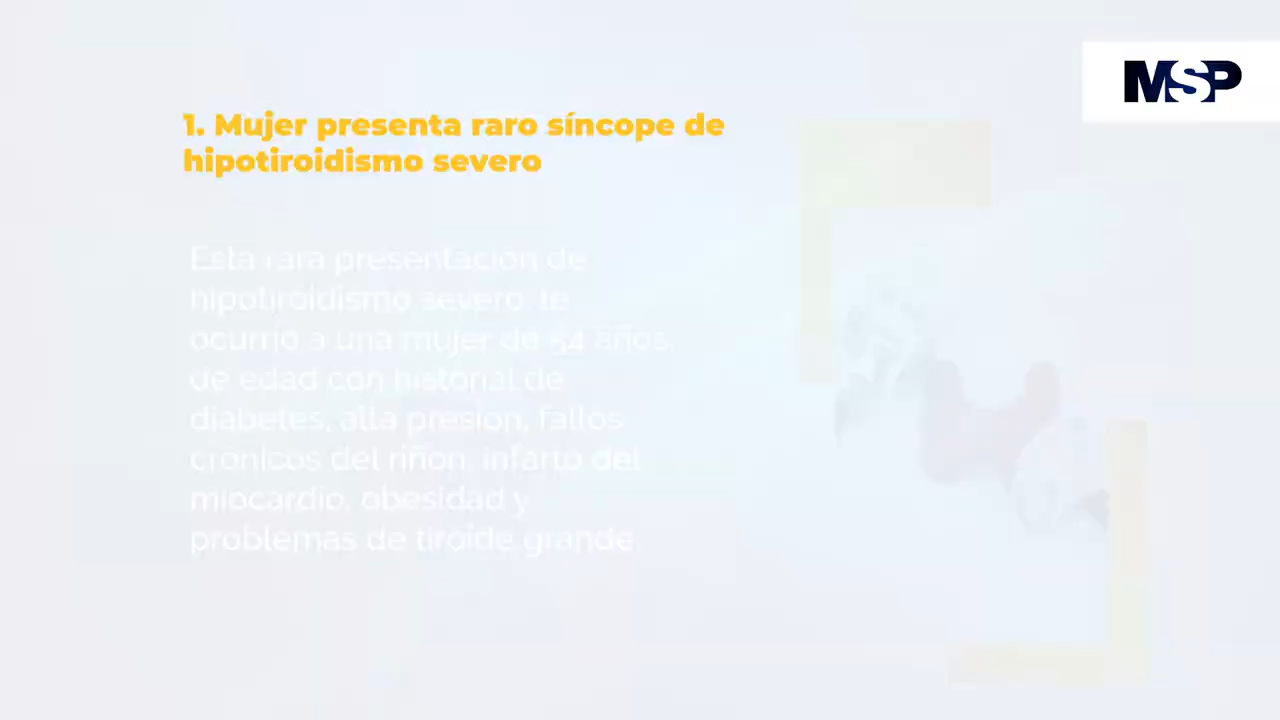 MSP
1. Mujer presenta raro síncope de
hipotiroidismo severo
Esta rara presentación de
hipotiroidismo severo, le
ocurrió a una mujer de 54 años
de edad con historial de
diabetes, alta presión, fallos
crónicos del riñón, infarto del
miocardio, obesidad y
problemas de tiroide grande